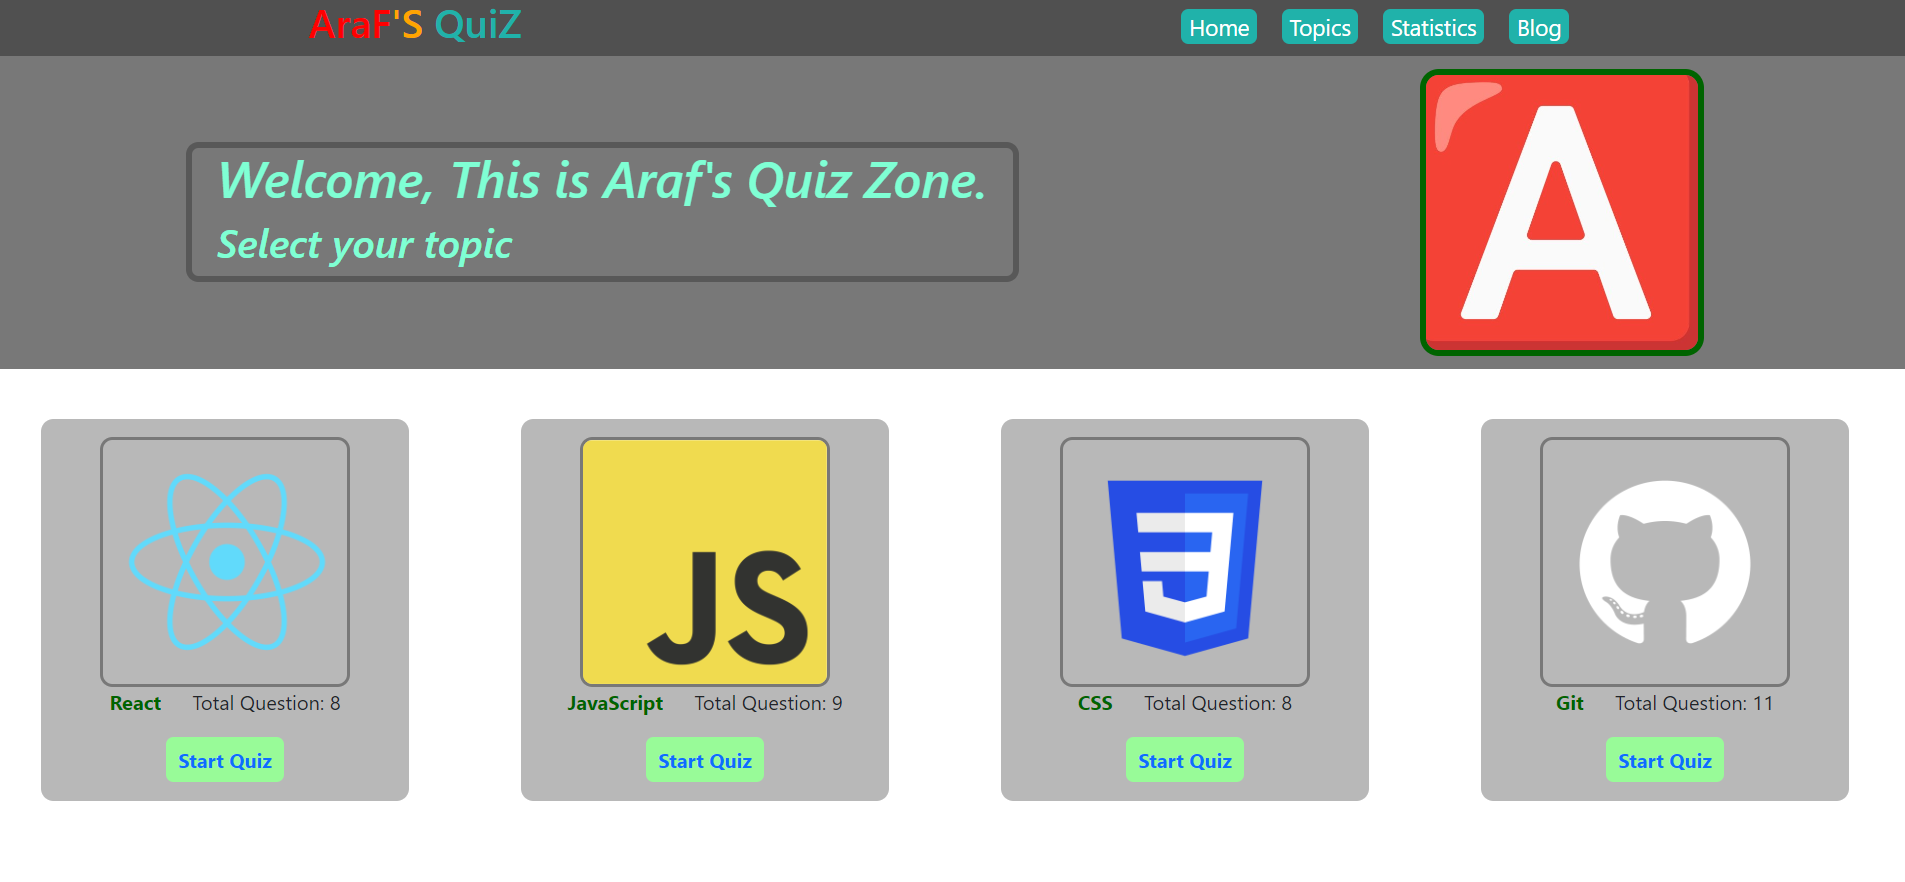 AraF'S QuiZ
Home Topics Statistics Blog
A
Welcome, This is Araf's Quiz Zone.
Select your topic
JS
React Total Question: 8
JavaScript Total Question: 9
CSS Total Question: 8
Git Total Question: 11
Start Quiz
Start Quiz
Start Quiz
Start Quiz